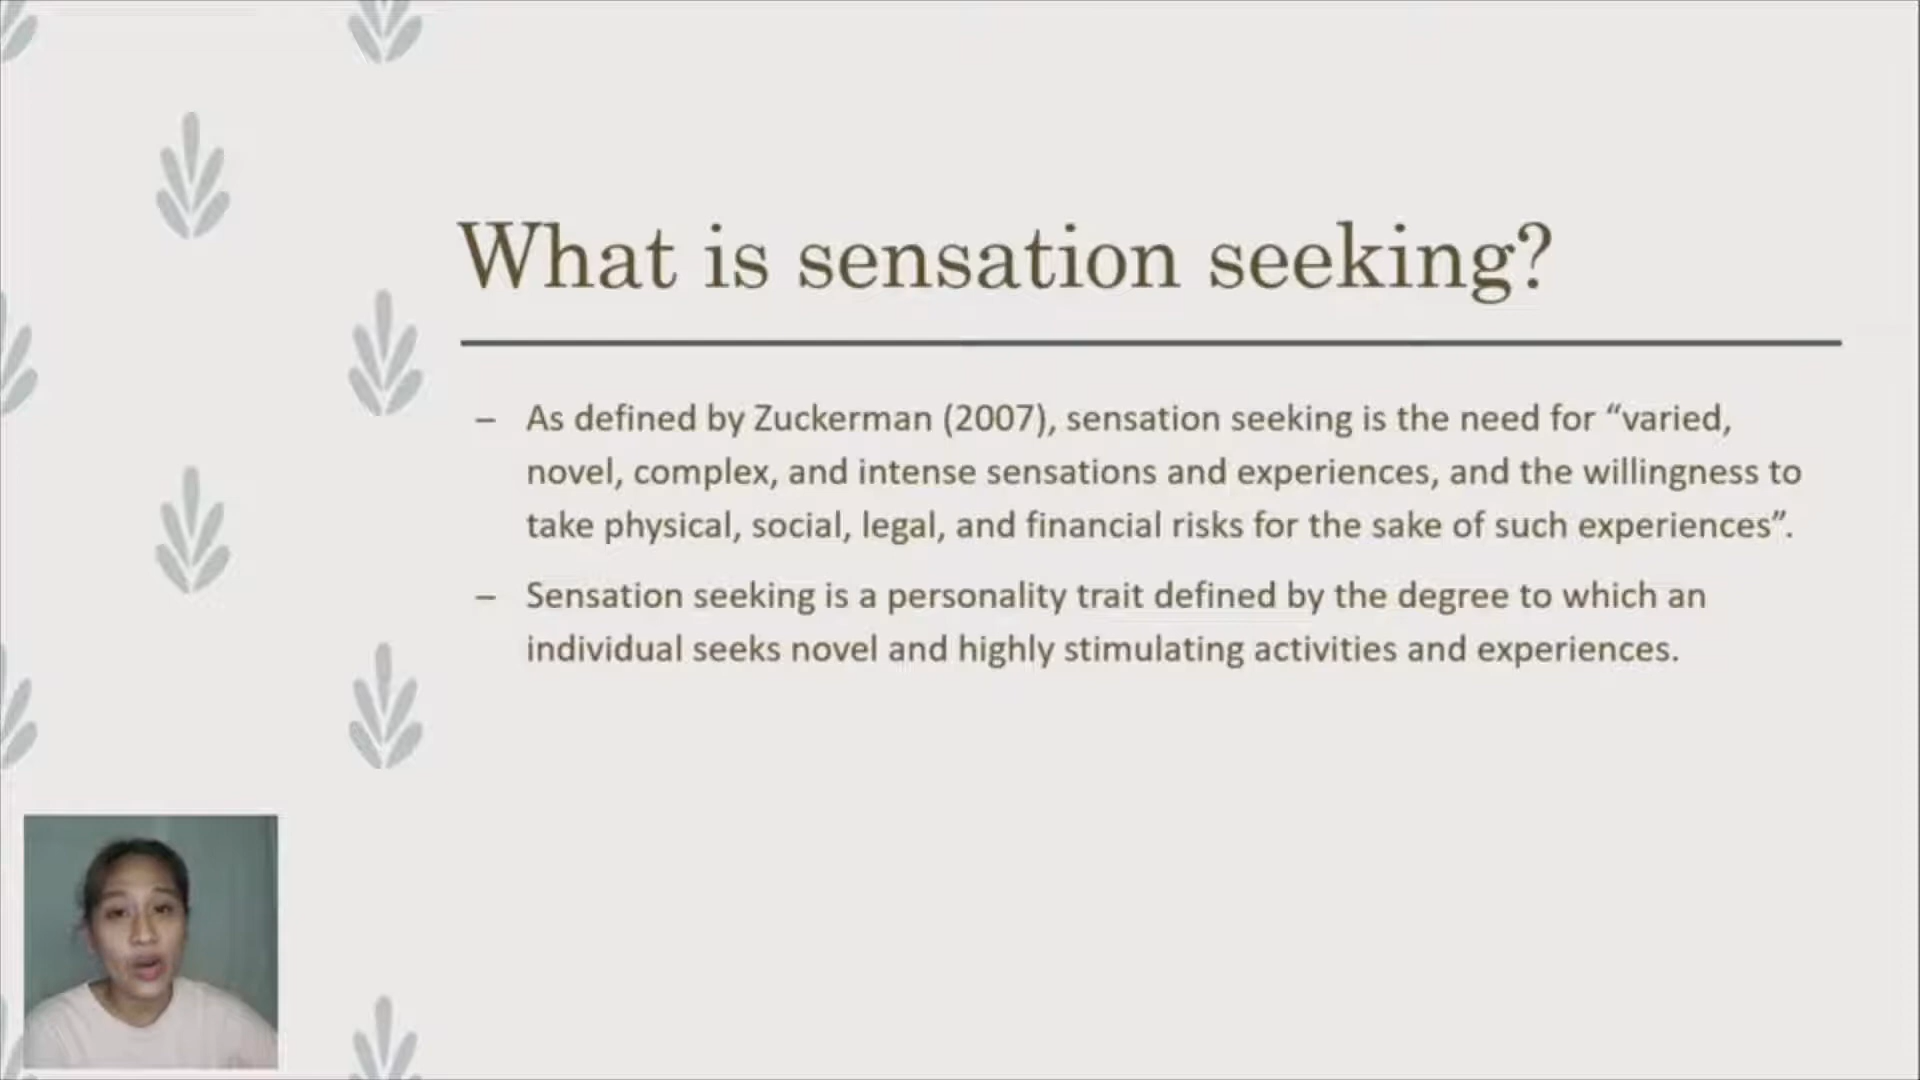 What is sensation seeking?
– As defined by Zuckerman (2007), sensation seeking is the need for “varied,
novel, complex, and intense sensations and experiences, and the willingness to
take physical, social, legal, and financial risks for the sake of such experiences”.
– Sensation seeking is a personality trait defined by the degree to which an
individual seeks novel and highly stimulating activities and experiences.